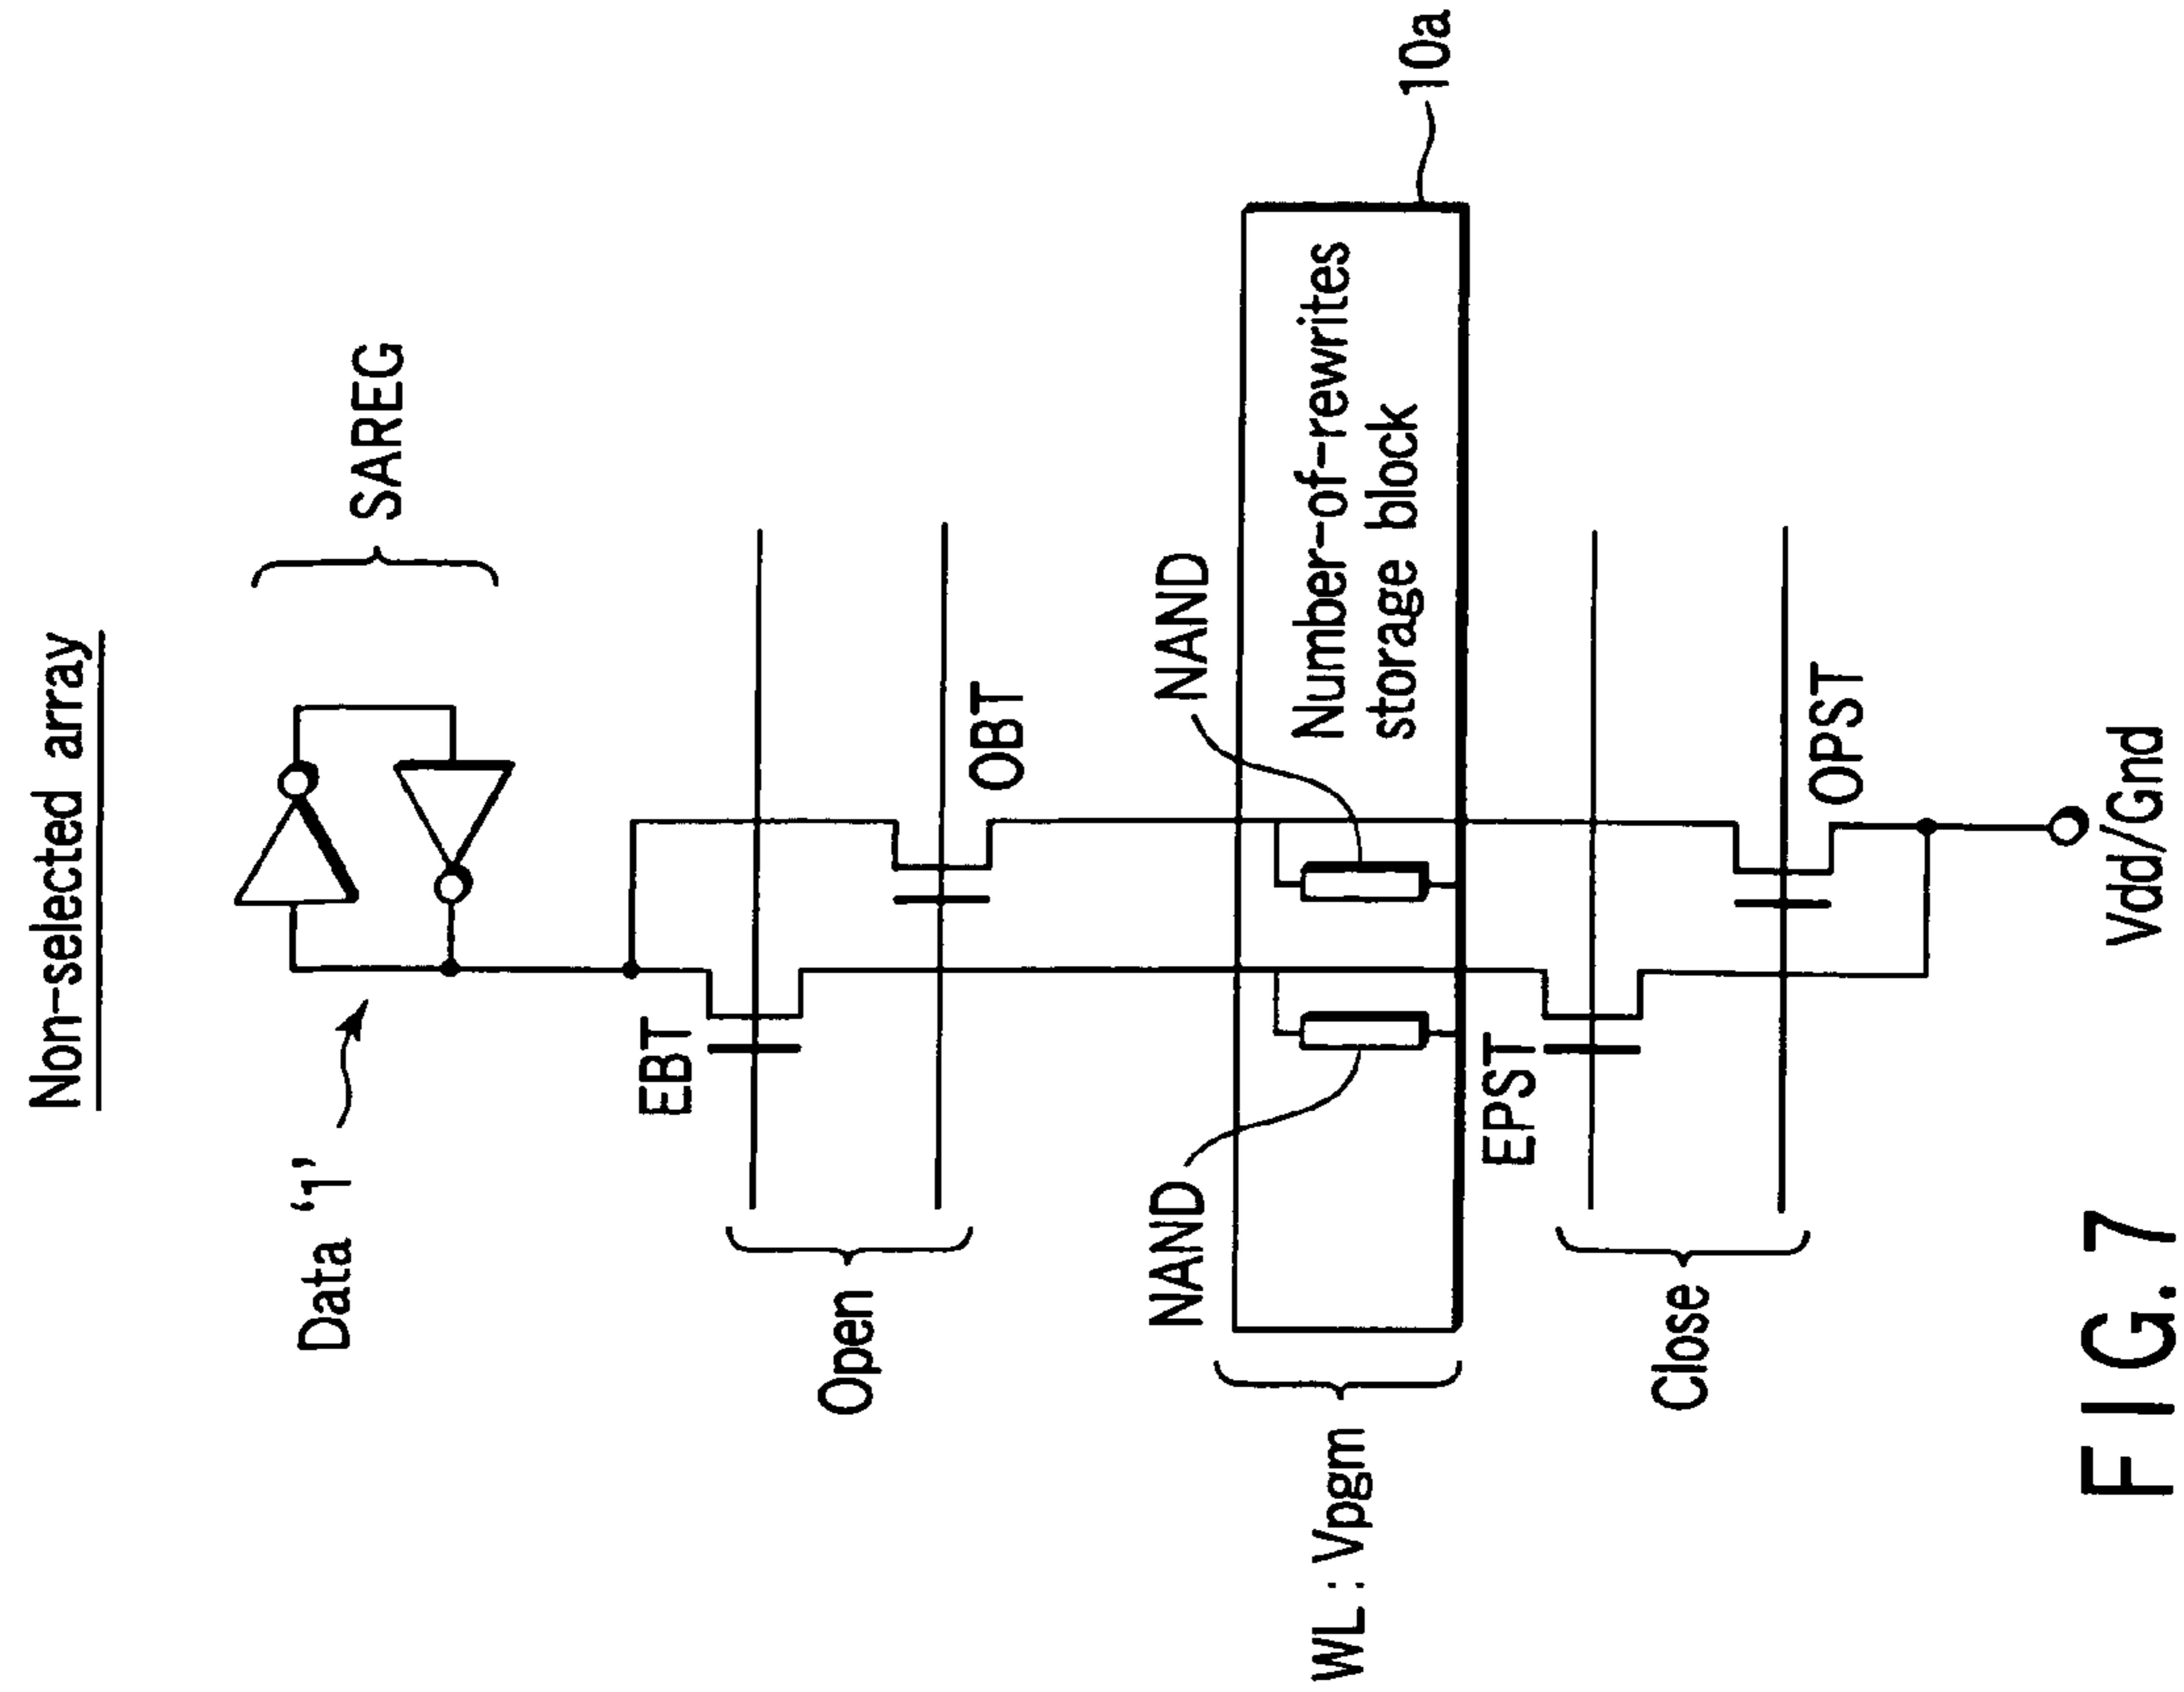 Non-selected array
SAREG
Data “1’
EBT
OBT
Open
NAND
NAND
Number-of-rewrites
storage block
10a
WL : Vpgm
EPST
OPST
Close
Vdd/Gnd
FIG. 7